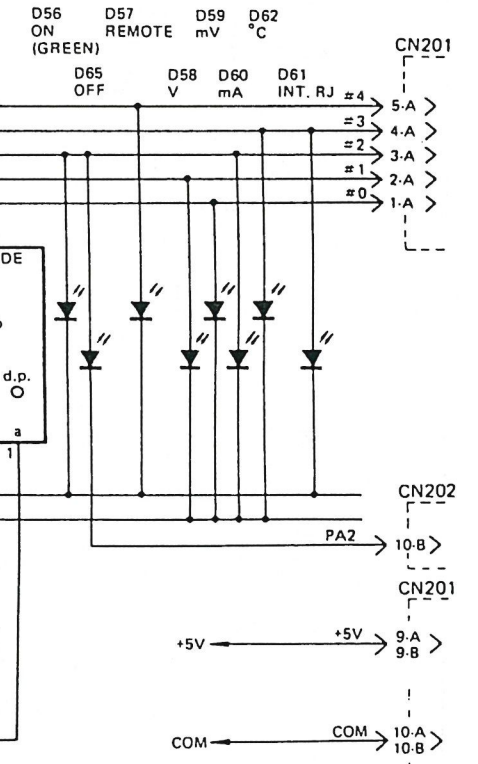 D56 D57 D59 D62
ON REMOTE mV °C
(GREEN)
CN201
D65 D58 D60 D61
OFF V mA INT. RJ
#4 5·A
#3 4·A
#2 3·A
#1 2·A
#0 1·A
DE
d.p.
a
1
CN202
PA2 10·B
CN201
+5V +5V 9·A
9·B
COM COM 10·A
10·B